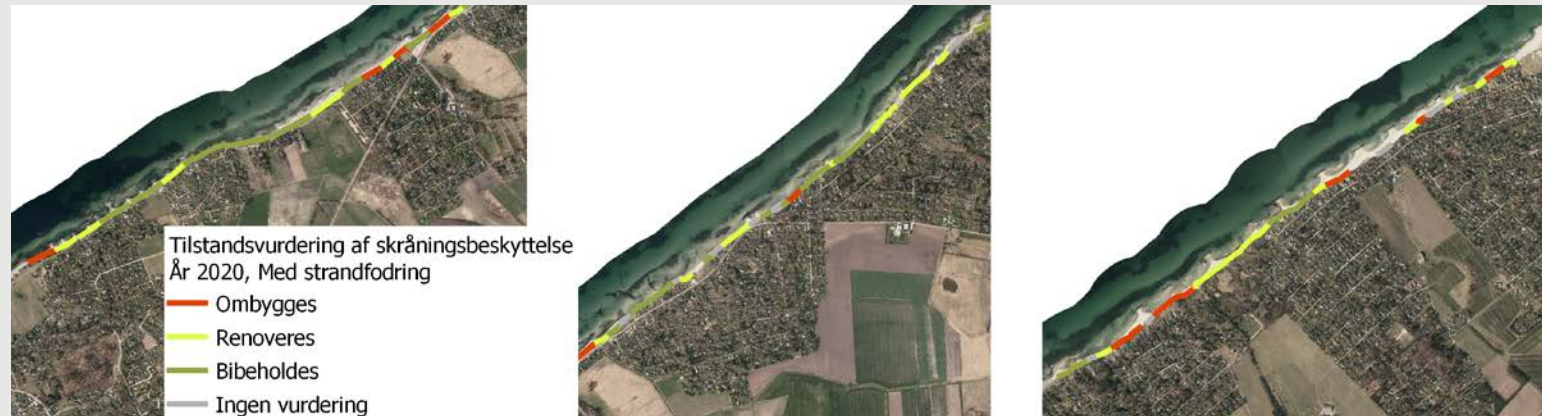 Tilstandsvurdering af skråningsbeskyttelse
År 2020, Med strandfodring
Ombygges
Renoveres
Bibeholdes
Ingen vurdering